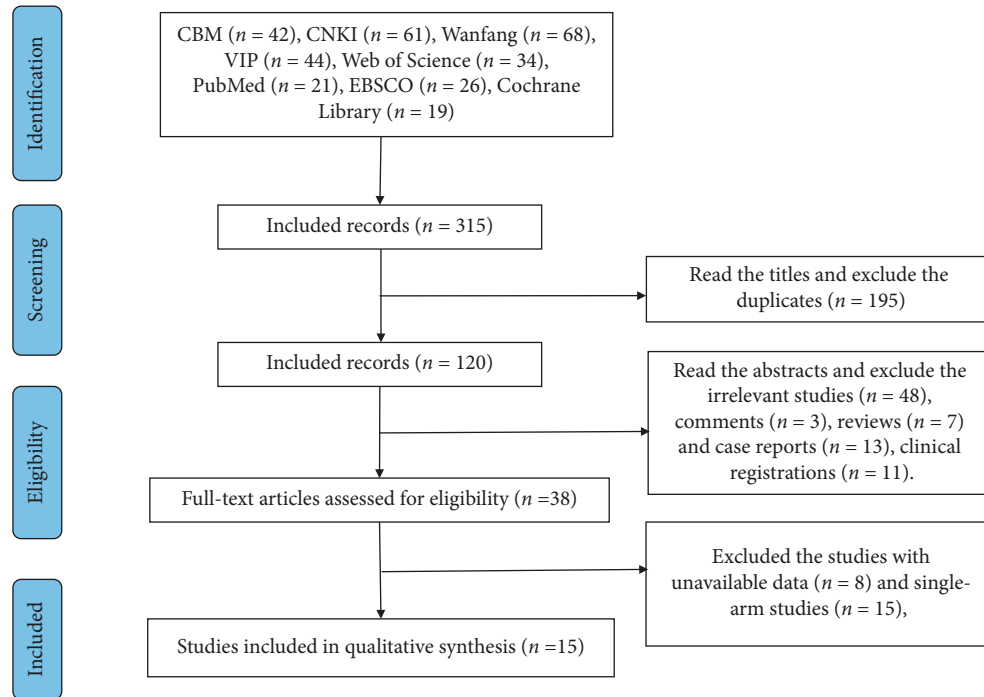 Identification
CBM (n = 42), CNKI (n = 61), Wanfang (n = 68),
VIP (n = 44), Web of Science (n = 34),
PubMed (n = 21), EBSCO (n = 26), Cochrane
Library (n = 19)
Screening
Included records (n = 315)
Read the titles and exclude the
duplicates (n = 195)
Included records (n = 120)
Eligibility
Read the abstracts and exclude the
irrelevant studies (n = 48),
comments (n = 3), reviews (n = 7)
and case reports (n = 13), clinical
registrations (n = 11).
Full-text articles assessed for eligibility (n =38)
Included
Excluded the studies with
unavailable data (n = 8) and single-
arm studies (n = 15),
Studies included in qualitative synthesis (n =15)